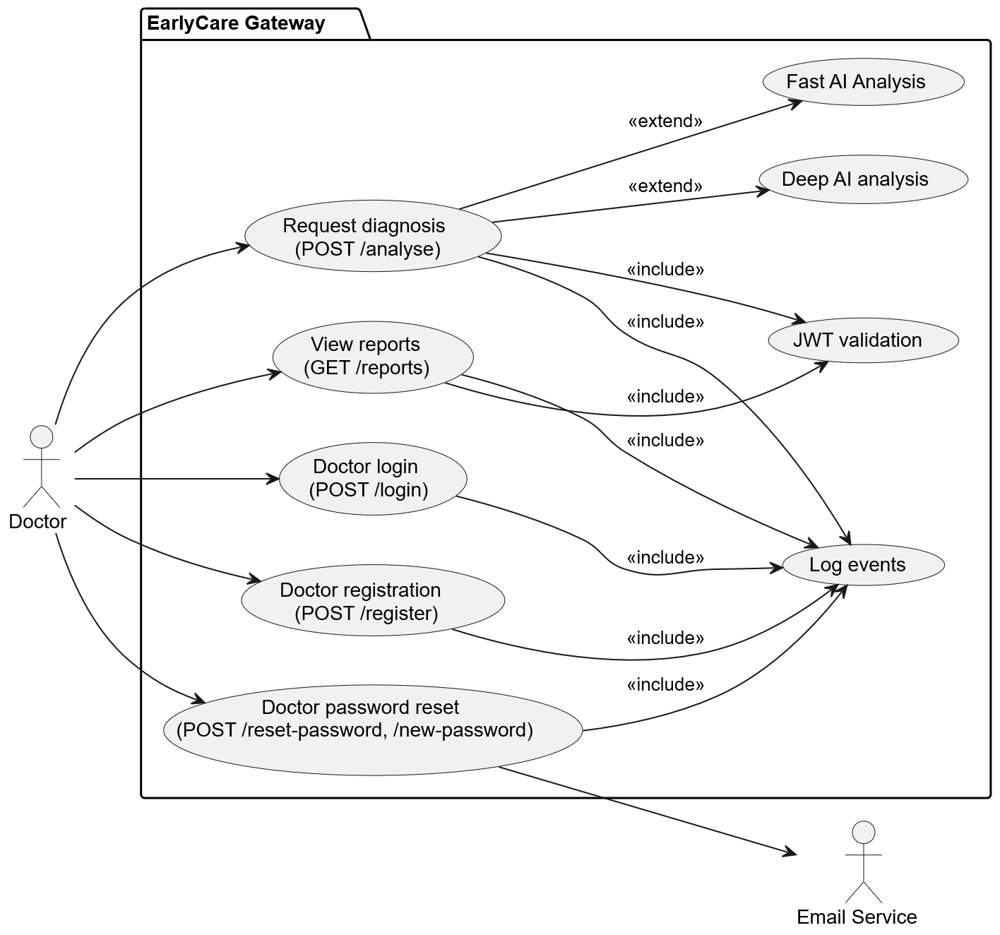 EarlyCare Gateway
Fast AI Analysis
«extend»
Deep AI analysis
«extend»
Request diagnosis
(POST /analyse)
«include»
«include»
JWT validation
View reports
(GET /reports)
«include»
«include»
Doctor login
(POST /login)
Doctor
«include»
Log events
Doctor registration
(POST /register)
«include»
«include»
Doctor password reset
(POST /reset-password, /new-password)
Email Service